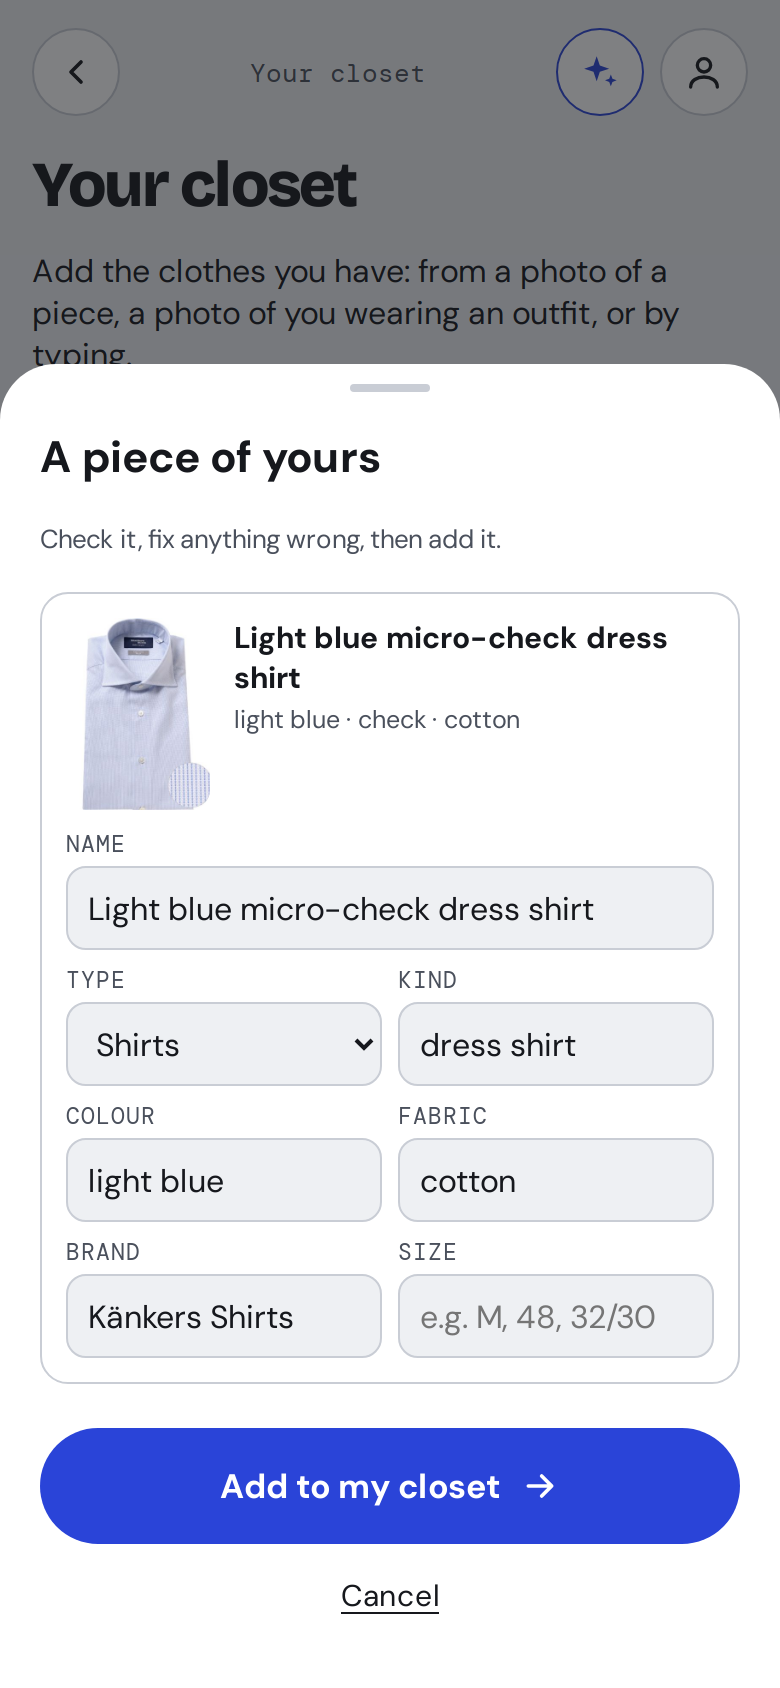 Your closet
Your closet
Add the clothes you have: from a photo of a
piece, a photo of you wearing an outfit, or by
typing.
A piece of yours
Check it, fix anything wrong, then add it.
Light blue micro-check dress
shirt
light blue · check · cotton
NAME
Light blue micro-check dress shirt
TYPE
KIND
Shirts
dress shirt
COLOUR
FABRIC
light blue
cotton
BRAND
SIZE
Känkers Shirts
e.g. M, 48, 32/30
Add to my closet →
Cancel